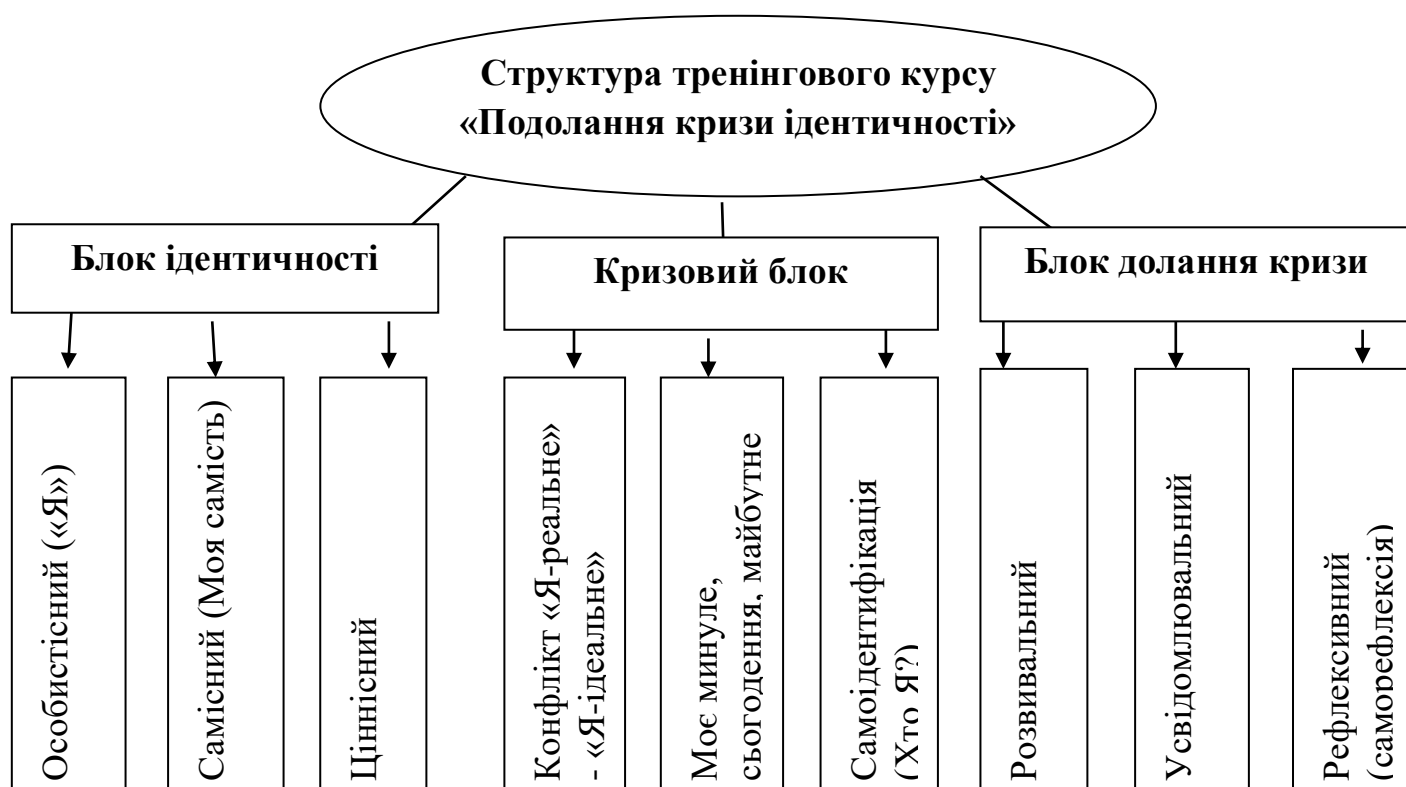 Структура тренінгового курсу
«Подолання кризи ідентичності»
Блок ідентичності
Кризовий блок
Блок долання кризи
Особистісний («Я»)
Самісний (Моя самість)
Ціннісний
Конфлікт «Я-реальне»
- «Я-ідеальне»
Моє минуле,
сьогодення, майбутнє
Самоідентифікація
(Хто Я?)
Розвивальний
Усвідомлювальний
Рефлексивний
(саморефлексія)